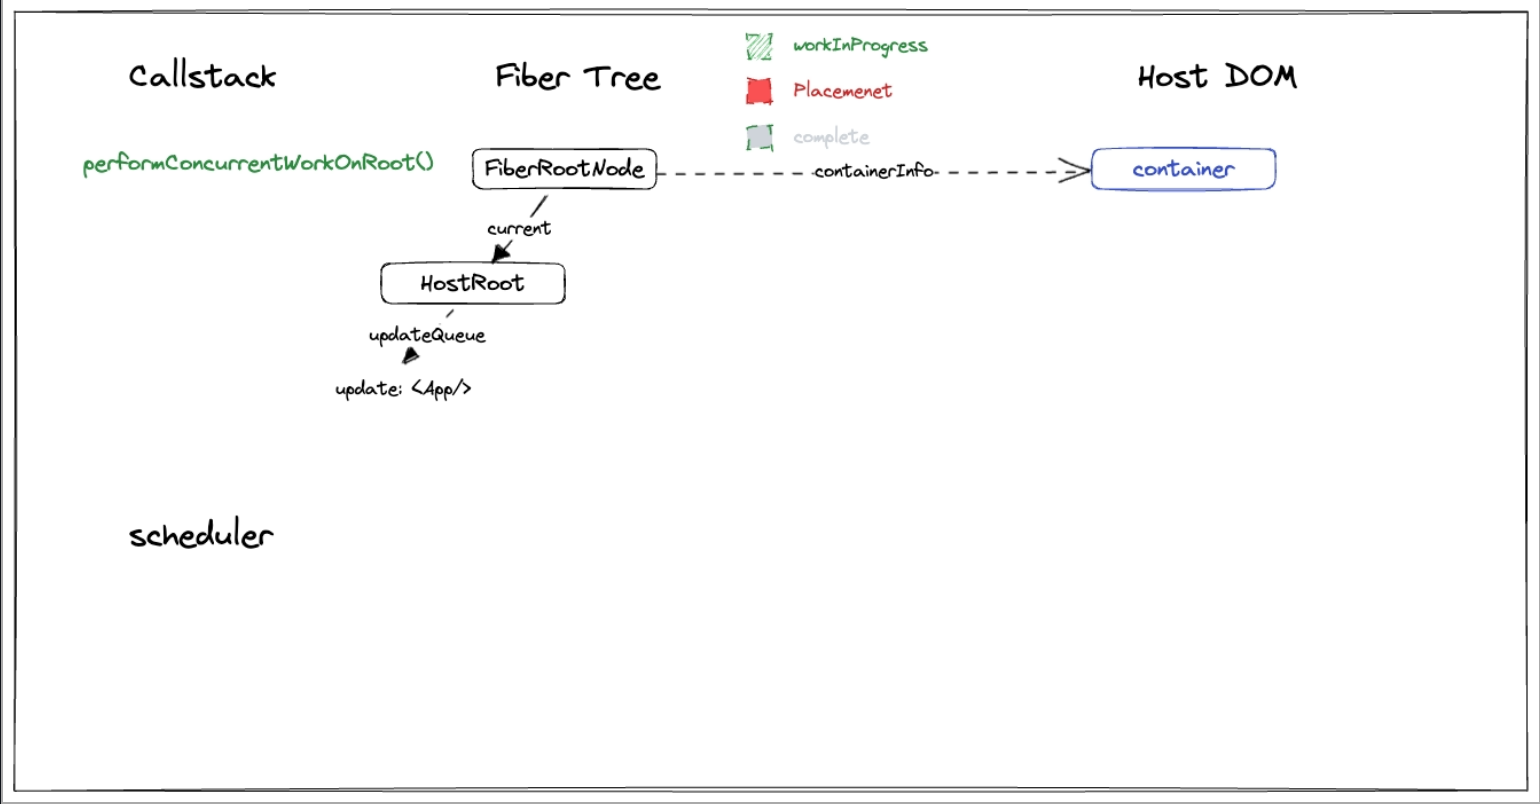 Callstack
Fiber Tree
workInProgress
Placemenet
complete
Host DOM
performConcurrentWorkOnRoot()
FiberRootNode
containerInfo
container
current
HostRoot
updateQueue
update: <App/>
scheduler